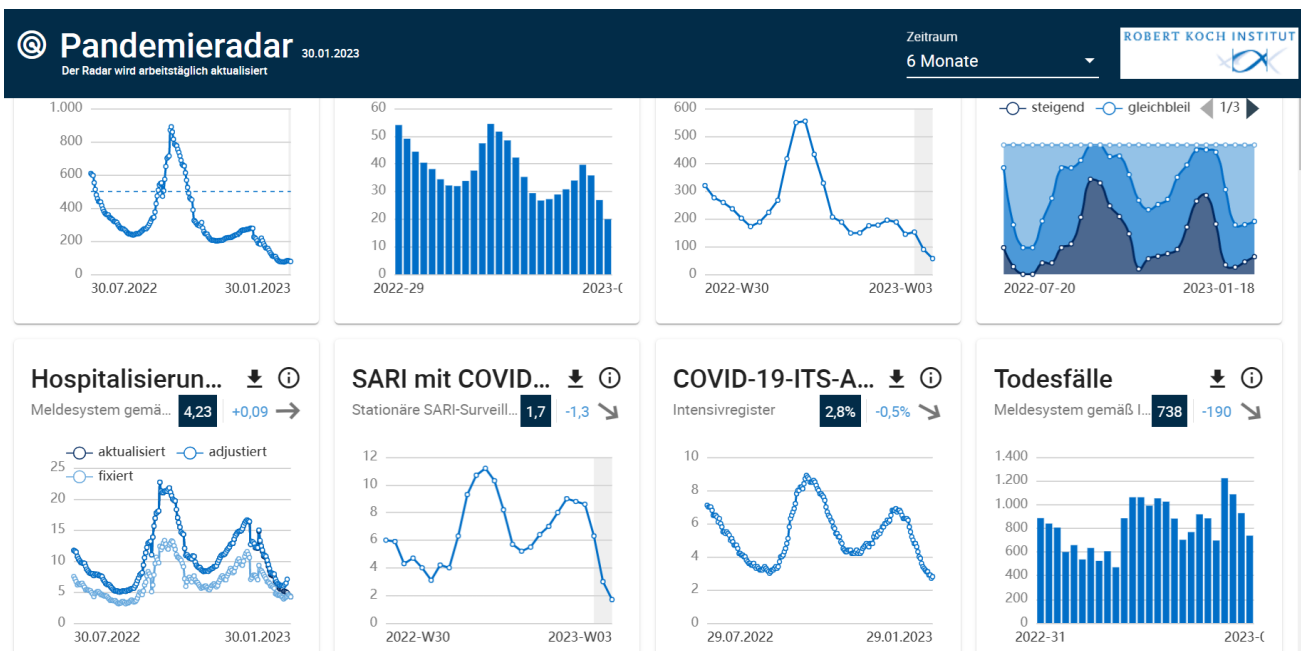 Pandemieradar 30.01.2023
Der Radar wird arbeitstäglich aktualisiert
Zeitraum
6 Monate
ROBERT KOCH INSTITUT
1.000
800
600
400
200
0
30.07.2022 30.01.2023
60
50
40
30
20
10
0
2022-29 2023-(
600
500
400
300
200
100
0
2022-W30 2023-W03
steigend gleichbleil 1/3
2022-07-20 2023-01-18
Hospitalisierun...
Meldesystem gemä... 4,23 +0,09
aktualisiert adjustiert
fixiert
25
20
15
10
5
0
30.07.2022 30.01.2023
SARI mit COVID...
Stationäre SARI-Surveill... 1,7 -1,3
12
10
8
6
4
2
0
2022-W30 2023-W03
COVID-19-ITS-A...
Intensivregister 2,8% -0,5%
10
8
6
4
2
0
29.07.2022 29.01.2023
Todesfälle
Meldesystem gemäß I... 738 -190
1.400
1.200
1.000
800
600
400
200
0
2022-31 2023-(